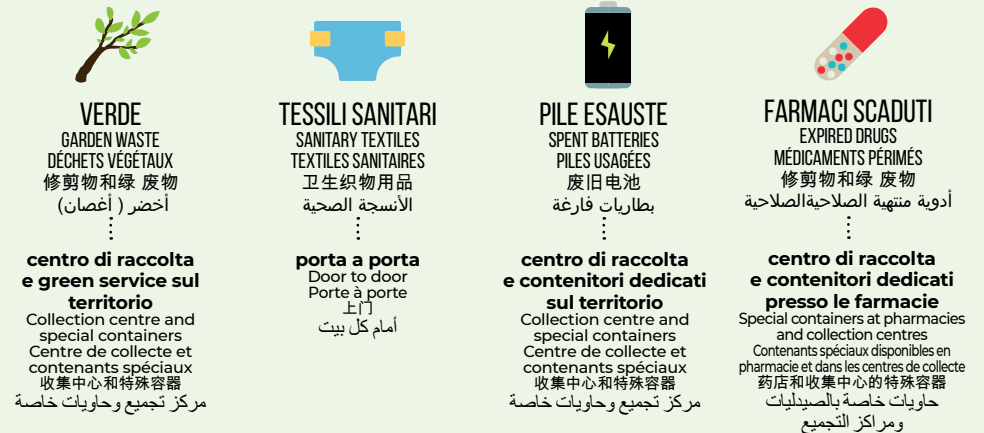 VERDE
GARDEN WASTE
DÉCHETS VÉGÉTAUX
修剪物和绿 废物
أخضر ( أغصان)
centro di raccolta
e green service sul
territorio
Collection centre and
special containers
Centre de collecte et
contenants spéciaux
收集中心和特殊容器
مركز تجميع وحاويات خاصة
TESSILI SANITARI
SANITARY TEXTILES
TEXTILES SANITAIRES
卫生织物用品
الأنسجة الصحية
porta a porta
Door to door
Porte à porte
上门
أمام كل بيت
PILE ESAUSTE
SPENT BATTERIES
PILES USAGÉES
废旧电池
بطاريات فارغة
centro di raccolta
e contenitori dedicati
sul territorio
Collection centre and
special containers
Centre de collecte et
contenants spéciaux
收集中心和特殊容器
مركز تجميع وحاويات خاصة
FARMACI SCADUTI
EXPIRED DRUGS
MÉDICAMENTS PÉRIMÉS
修剪物和绿 废物
أدوية منتهية الصلاحيةالصلاحية
centro di raccolta
e contenitori dedicati
presso le farmacie
Special containers at pharmacies
and collection centres
Contenants spéciaux disponibles en
pharmacie et dans les centres de collecte
药店和收集中心的特殊容器
حاويات خاصة بالصيدليات
ومراكز التجميع